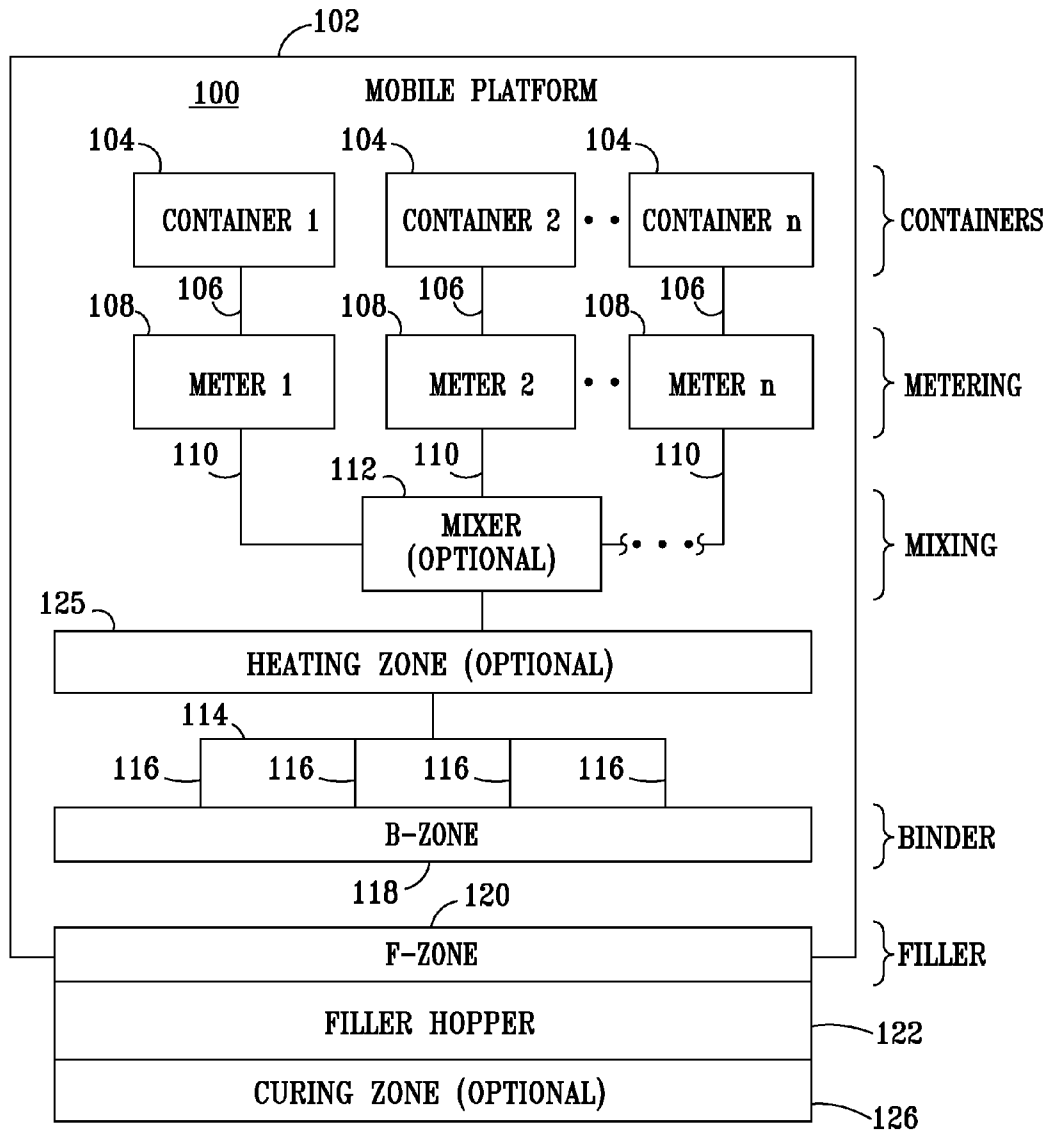 102
100 MOBILE PLATFORM
104 104 104
CONTAINER 1 CONTAINER 2 CONTAINER n CONTAINERS
106 106 106
108 108 108
METER 1 METER 2 METER n METERING
110 110 110
112
MIXER
(OPTIONAL) MIXING
125
HEATING ZONE (OPTIONAL)
114
116 116 116 116
B-ZONE BINDER
118
120
F-ZONE FILLER
FILLER HOPPER 122
CURING ZONE (OPTIONAL) 126